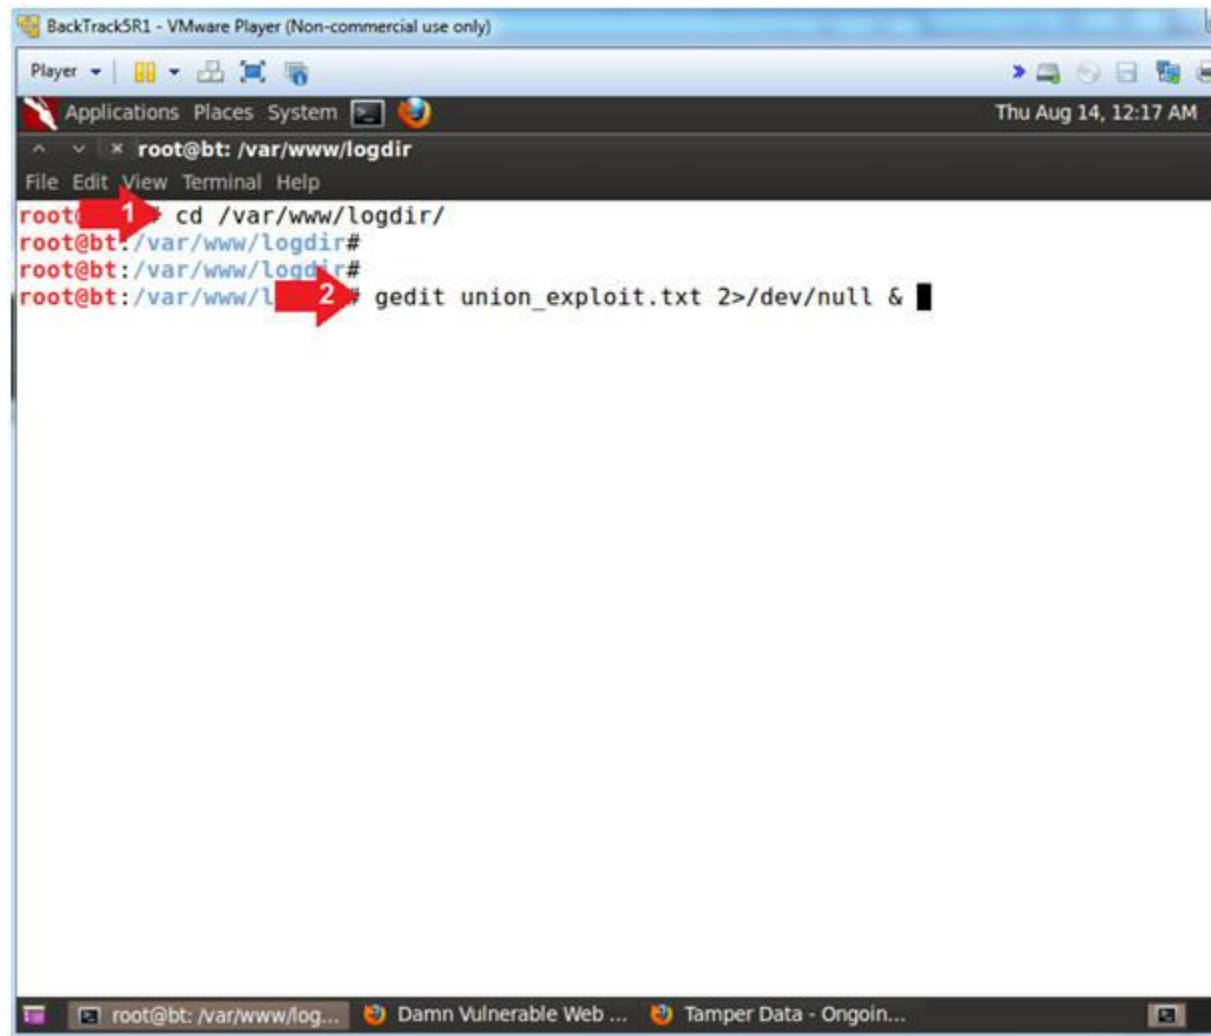 BackTrack5R1 - VMware Player (Non-commercial use only)
Player
Applications Places System Thu Aug 14, 12:17 AM
root@bt: /var/www/logdir
File Edit View Terminal Help
root 1 cd /var/www/logdir/
root@bt:/var/www/logdir#
root@bt:/var/www/logdir#
root@bt:/var/www/l 2 # gedit union_exploit.txt 2>/dev/null &
root@bt: /var/www/log... Damn Vulnerable Web ... Tamper Data - Ongoin...